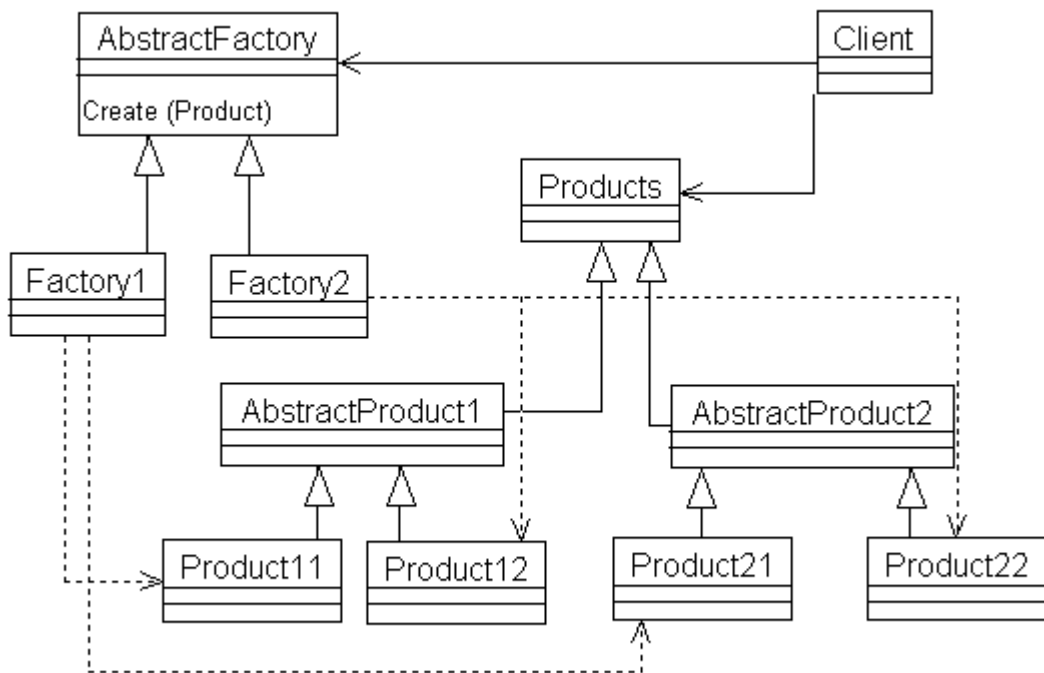 AbstractFactory
Client
Create (Product)
Products
Factory1
Factory2
AbstractProduct1
AbstractProduct2
Product11
Product12
Product21
Product22